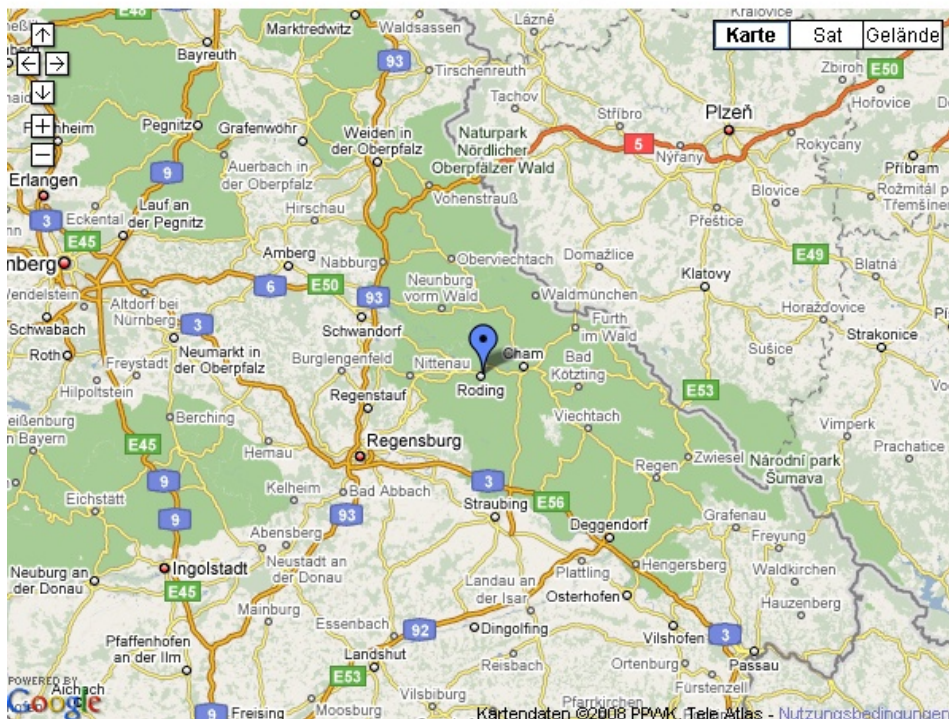 E48
Marktredwitz
Waldsassen
Lázně
Kralovice
Karte
Sat
Gelände
Bayreuth
93
Tirschenreuth
Zbiroh
E50
Hořovice
Tachov
Stříbro
Plzeň
Pegnitz
Grafenwöhr
Weiden in
der Oberpfalz
Naturpark
Nördlicher
Oberpfälzer Wald
5
Nýřany
Rokycany
Příbram
Erlangen
9
Auerbach in
der Oberpfalz
Vohenstrauß
Blovice
Rožmitál p
Třemšíner
3
Eckental
Lauf an
der Pegnitz
Hirschau
Přeštice
E45
Amberg
Nabburg
Oberviechtach
Domažlice
E49
nberg
6
E50
93
Neunburg
vorm Wald
Waldmünchen
Klatovy
Blatná
Wendelstein
Altdorf bei
Nürnberg
Horažďovice
Schwabach
3
Schwandorf
Furth
im Wald
Strakonice
Roth
Freystadt
Neumarkt in
der Oberpfalz
Burglengenfeld
Nittenau
Cham
Bad
Kötzting
Sušice
Hilpoltstein
Roding
E53
Regenstauf
Berching
Viechtach
Vimperk
n Bayern
E45
Hemau
Regensburg
Regen
Zwiesel
Národní park
Šumava
Prachatice
9
3
Eichstätt
Kelheim
Bad Abbach
E56
9
93
Straubing
Grafenau
Abensberg
Deggendorf
Freyung
Neuburg an
der Donau
Ingolstadt
Neustadt an
der Donau
Plattling
Hengersberg
Waldkirchen
E45
Landau an
der Isar
Osterhofen
Hauzenberg
Mainburg
Essenbach
92
Dingolfing
Vilshofen
3
Pfaffenhofen
an der Ilm
Landshut
Passau
E53
Reisbach
Ortenburg
Fürstenzell
POWERED BY
Google
Aichach
9
Freising
Moosburg
Vilsbiburg
Pfarrkirchen
Kartendaten ©2008 PPWK, Tele Atlas - Nutzungsbedingungen